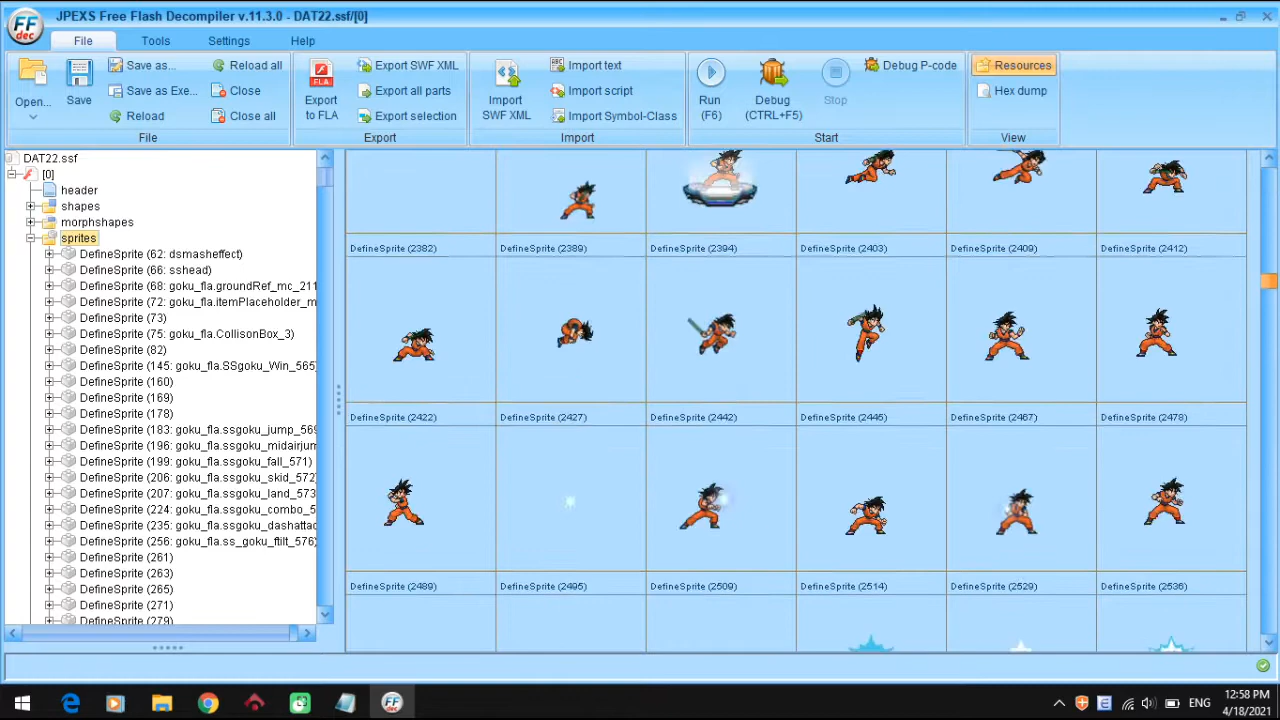 JPEXS Free Flash Decompiler v.11.3.0 - DAT22.ssf/[0]
FF
dec
File Tools Settings Help
Open...
Save
Save as...
Save as Exe...
Reload
Reload all
Close
Close all
File
Export
to FLA
Export SWF XML
Export all parts
Export selection
Export
Import
SWF XML
Import text
Import script
Import Symbol-Class
Import
Run
(F6)
Debug
(CTRL+F5)
Stop
Debug P-code
Start
Resources
Hex dump
View
DAT22.ssf
[0]
header
shapes
morphshapes
sprites
DefineSprite (62: dsmasheffect)
DefineSprite (66: sshead)
DefineSprite (68: goku_fla.groundRef_mc_211
DefineSprite (72: goku_fla.itemPlaceholder_m
DefineSprite (73)
DefineSprite (75: goku_fla.CollisonBox_3)
DefineSprite (82)
DefineSprite (145: goku_fla.SSgoku_Win_565)
DefineSprite (160)
DefineSprite (169)
DefineSprite (178)
DefineSprite (183: goku_fla.ssgoku_jump_569
DefineSprite (196: goku_fla.ssgoku_midairjum
DefineSprite (199: goku_fla.ssgoku_fall_571)
DefineSprite (206: goku_fla.ssgoku_skid_572)
DefineSprite (207: goku_fla.ssgoku_land_573
DefineSprite (224: goku_fla.ssgoku_combo_5
DefineSprite (235: goku_fla.ssgoku_dashattac
DefineSprite (256: goku_fla.ss_goku_ftilt_576)
DefineSprite (261)
DefineSprite (263)
DefineSprite (265)
DefineSprite (271)
DefineSprite (279)
DefineSprite (2382) DefineSprite (2389) DefineSprite (2394) DefineSprite (2403) DefineSprite (2409) DefineSprite (2412)
DefineSprite (2422) DefineSprite (2427) DefineSprite (2442) DefineSprite (2445) DefineSprite (2467) DefineSprite (2478)
DefineSprite (2489) DefineSprite (2495) DefineSprite (2509) DefineSprite (2514) DefineSprite (2529) DefineSprite (2536)
ENG
12:58 PM
4/18/2021